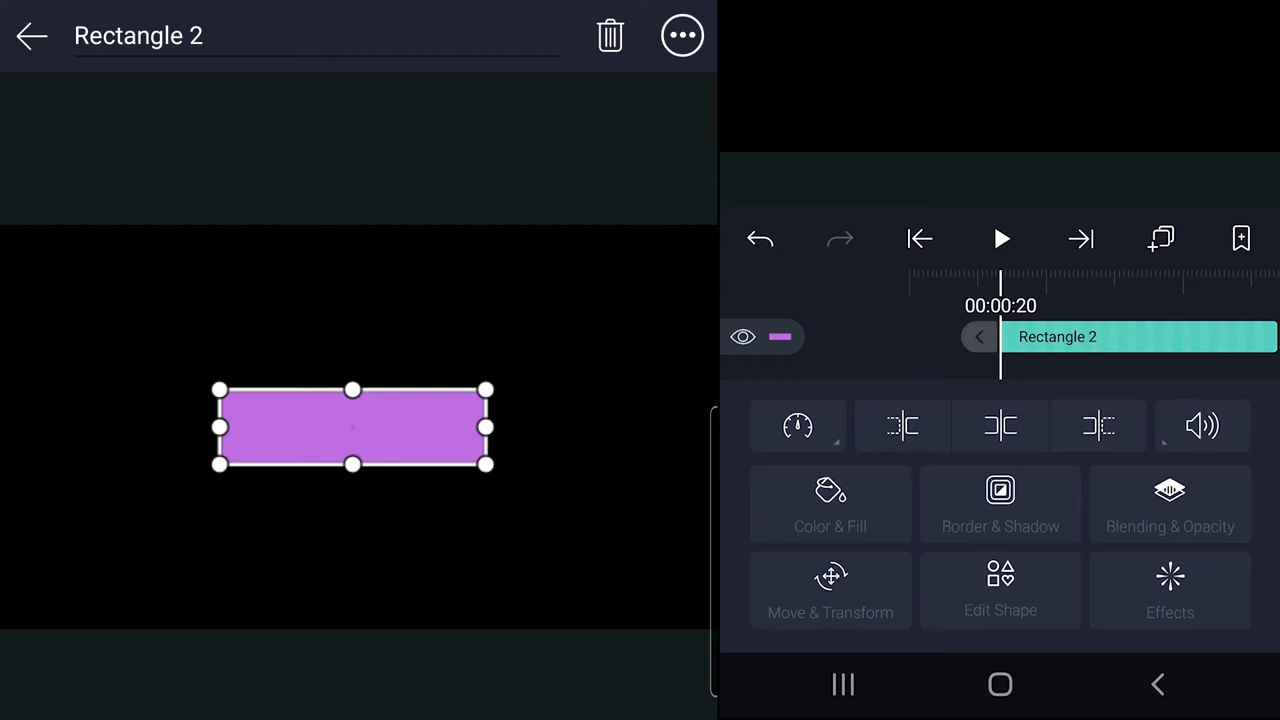 Rectangle 2
00:00:20
Rectangle 2
Color & Fill
Border & Shadow
Blending & Opacity
Move & Transform
Edit Shape
Effects